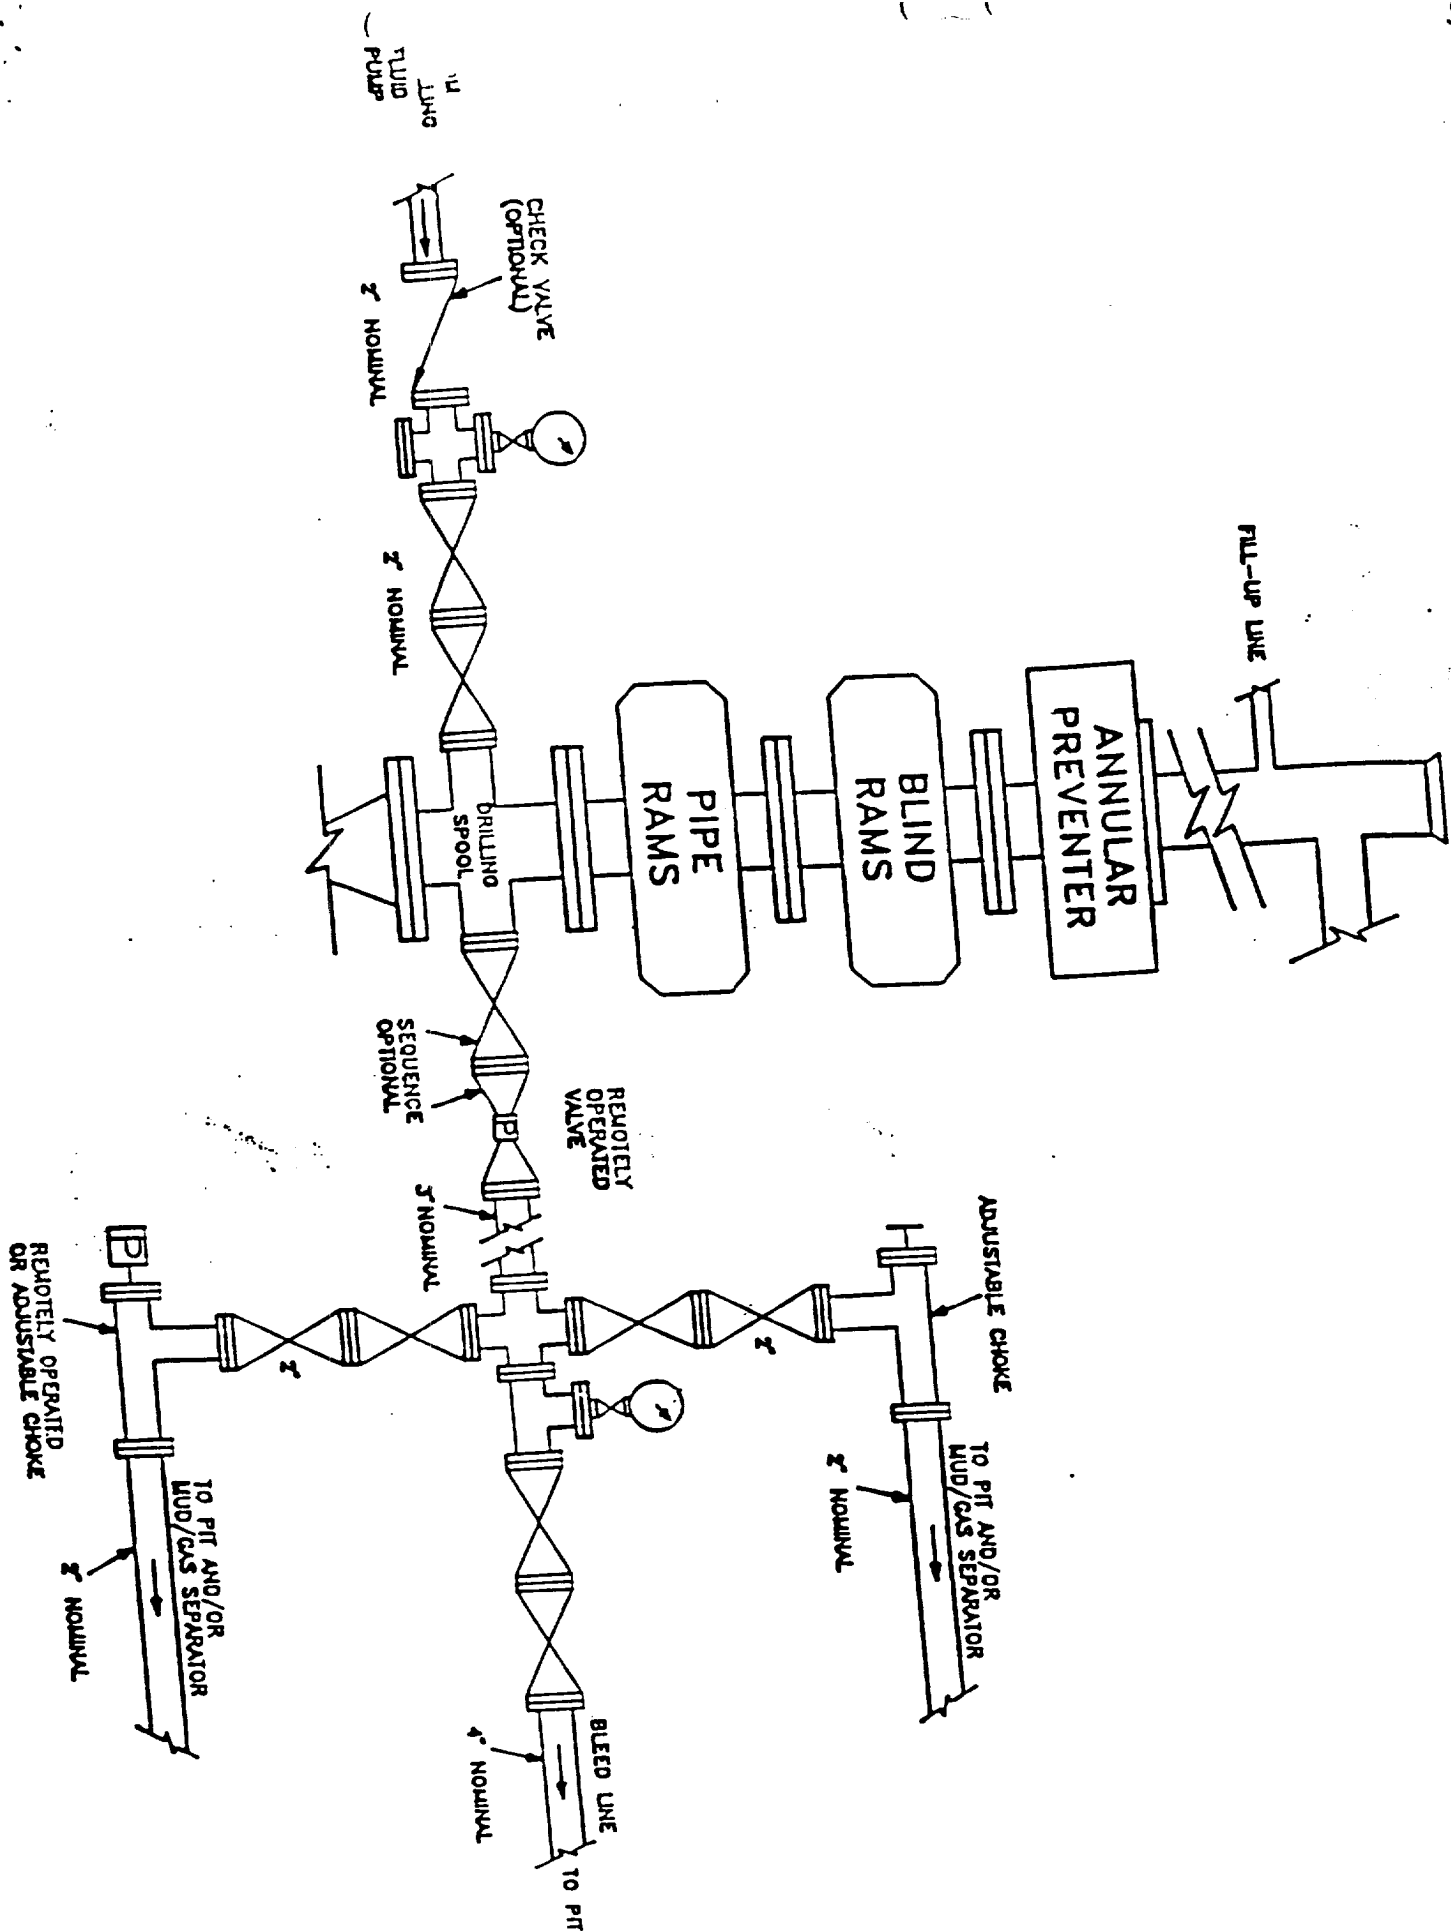 FILL-UP LINE
ANNULAR
PREVENTER
BLIND
RAMS
PIPE
RAMS
FLUID
PUMP
CHECK VALVE
(OPTIONAL)
2" NOMINAL
2" NOMINAL
DRILLING
SPOOL
SEQUENCE
OPTIONAL
REMOTELY
OPERATED
VALVE
P
3" NOMINAL
ADJUSTABLE CHOKE
2"
TO PIT AND/OR
MUD/GAS SEPARATOR
2" NOMINAL
BLEED LINE
TO PIT
4" NOMINAL
2"
P
REMOTELY OPERATED
OR ADJUSTABLE CHOKE
TO PIT AND/OR
MUD/GAS SEPARATOR
2" NOMINAL